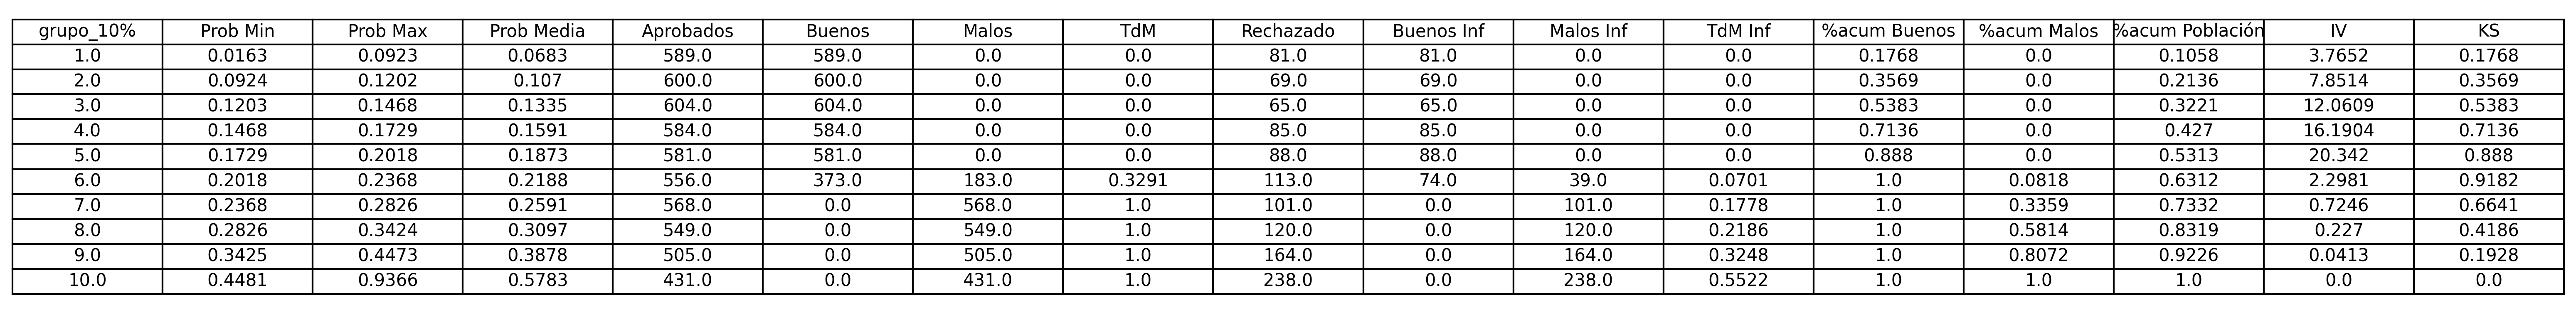 grupo_10% Prob Min Prob Max Prob Media Aprobados Buenos Malos TdM Rechazado Buenos Inf Malos Inf TdM Inf %acum Buenos %acum Malos %acum Población IV KS
1.0 0.0163 0.0923 0.0683 589.0 589.0 0.0 0.0 81.0 81.0 0.0 0.0 0.1768 0.0 0.1058 3.7652 0.1768
2.0 0.0924 0.1202 0.107 600.0 600.0 0.0 0.0 69.0 69.0 0.0 0.0 0.3569 0.0 0.2136 7.8514 0.3569
3.0 0.1203 0.1468 0.1335 604.0 604.0 0.0 0.0 65.0 65.0 0.0 0.0 0.5383 0.0 0.3221 12.0609 0.5383
4.0 0.1468 0.1729 0.1591 584.0 584.0 0.0 0.0 85.0 85.0 0.0 0.0 0.7136 0.0 0.427 16.1904 0.7136
5.0 0.1729 0.2018 0.1873 581.0 581.0 0.0 0.0 88.0 88.0 0.0 0.0 0.888 0.0 0.5313 20.342 0.888
6.0 0.2018 0.2368 0.2188 556.0 373.0 183.0 0.3291 113.0 74.0 39.0 0.0701 1.0 0.0818 0.6312 2.2981 0.9182
7.0 0.2368 0.2826 0.2591 568.0 0.0 568.0 1.0 101.0 0.0 101.0 0.1778 1.0 0.3359 0.7332 0.7246 0.6641
8.0 0.2826 0.3424 0.3097 549.0 0.0 549.0 1.0 120.0 0.0 120.0 0.2186 1.0 0.5814 0.8319 0.227 0.4186
9.0 0.3425 0.4473 0.3878 505.0 0.0 505.0 1.0 164.0 0.0 164.0 0.3248 1.0 0.8072 0.9226 0.0413 0.1928
10.0 0.4481 0.9366 0.5783 431.0 0.0 431.0 1.0 238.0 0.0 238.0 0.5522 1.0 1.0 1.0 0.0 0.0